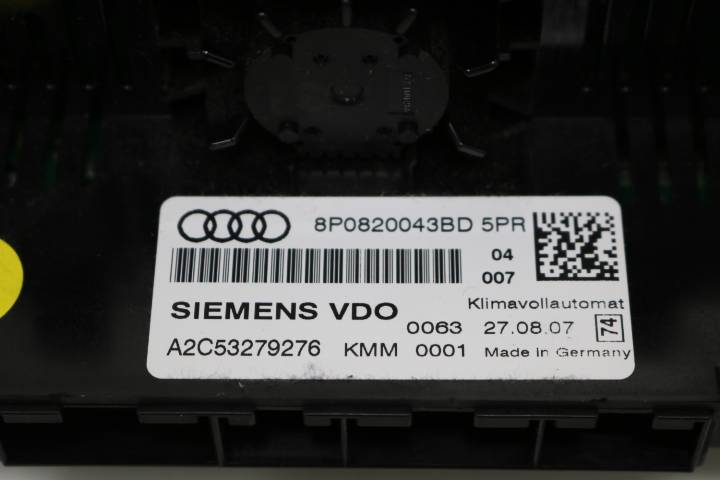 8P0820043BD 5PR
04
007
SIEMENS VDO
Klimavollautomat
0063 27.08.07 74
A2C53279276 KMM 0001 Made in Germany